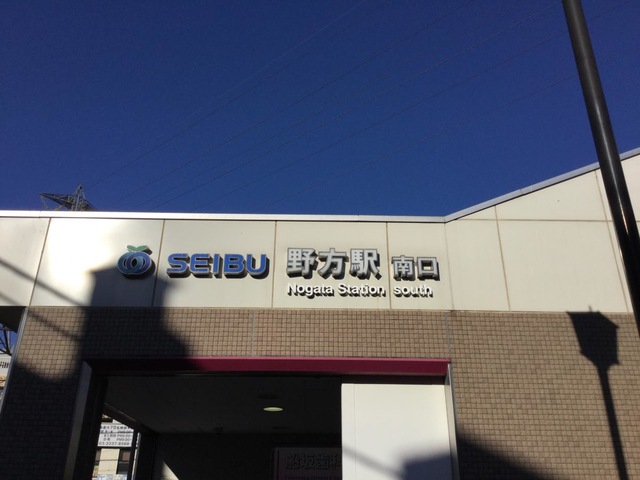 SEIBU 野方駅 南口
Nogata Station south